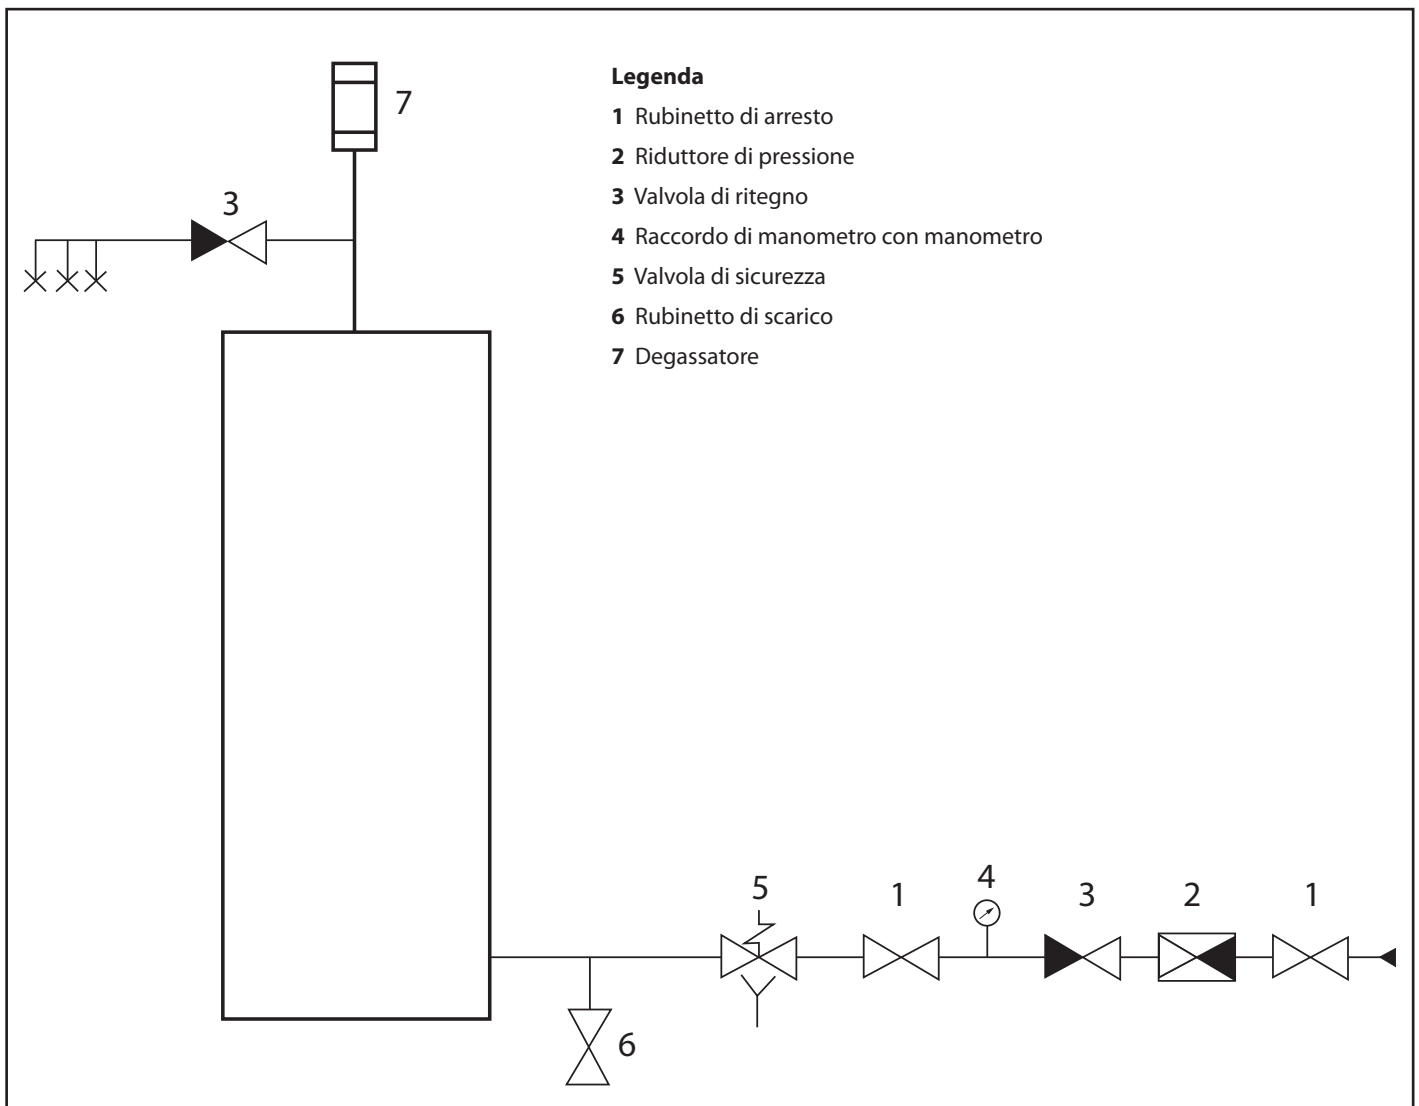 7
Legenda
1 Rubinetto di arresto
2 Riduttore di pressione
3 Valvola di ritegno
4 Raccordo di manometro con manometro
5 Valvola di sicurezza
6 Rubinetto di scarico
7 Degassatore
3
5
1
4
3
2
1
6